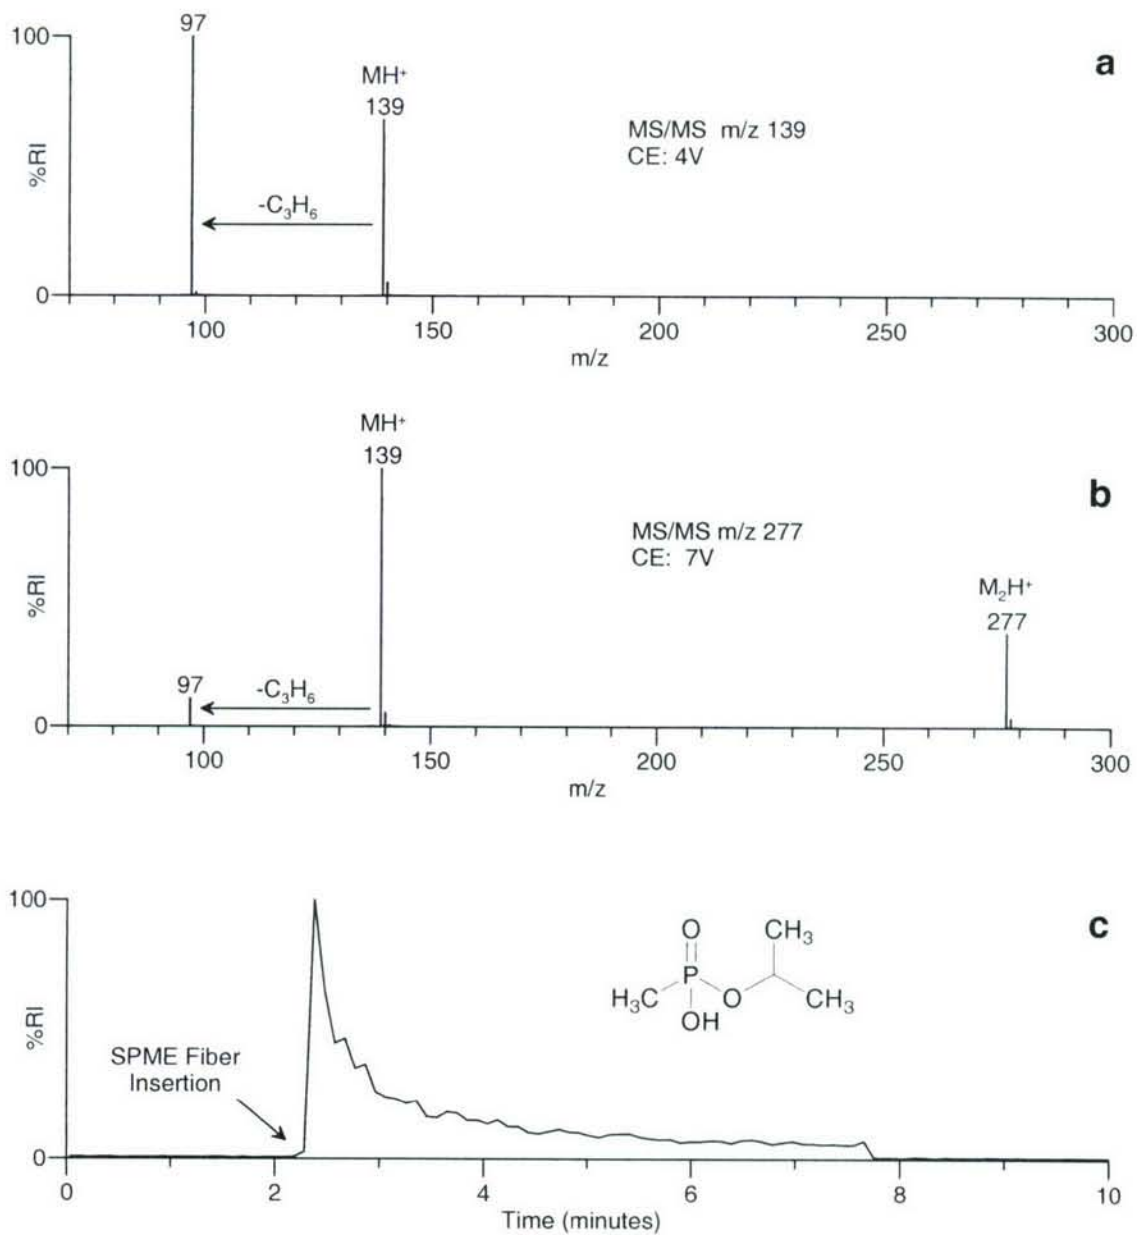 97
100
a
MH+
139
MS/MS m/z 139
CE: 4V
%RI
-C3H6
0
100 150 200 250 300
m/z
MH+
139
100
b
MS/MS m/z 277
CE: 7V
M2H+
277
%RI
97
-C3H6
0
100 150 200 250 300
m/z
100
c
O CH3
%RI
P
H3C O CH3
OH
SPME Fiber
Insertion
0
0 2 4 6 8 10
Time (minutes)